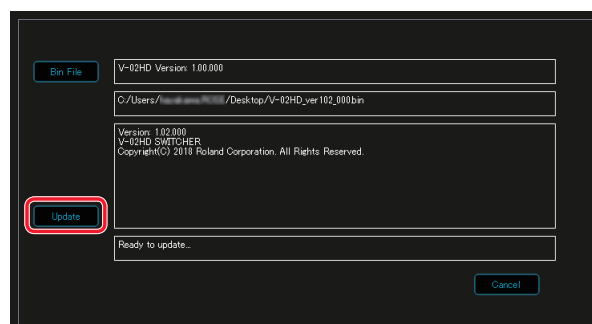 Bin File
V-02HD Version: 1.00.000
C:/Users/ /Desktop/V-02HD_ver102_000.bin
Version: 1.02.000
V-02HD SWITCHER
Copyright(C) 2018 Roland Corporation. All Rights Reserved.
Update
Ready to update...
Cancel